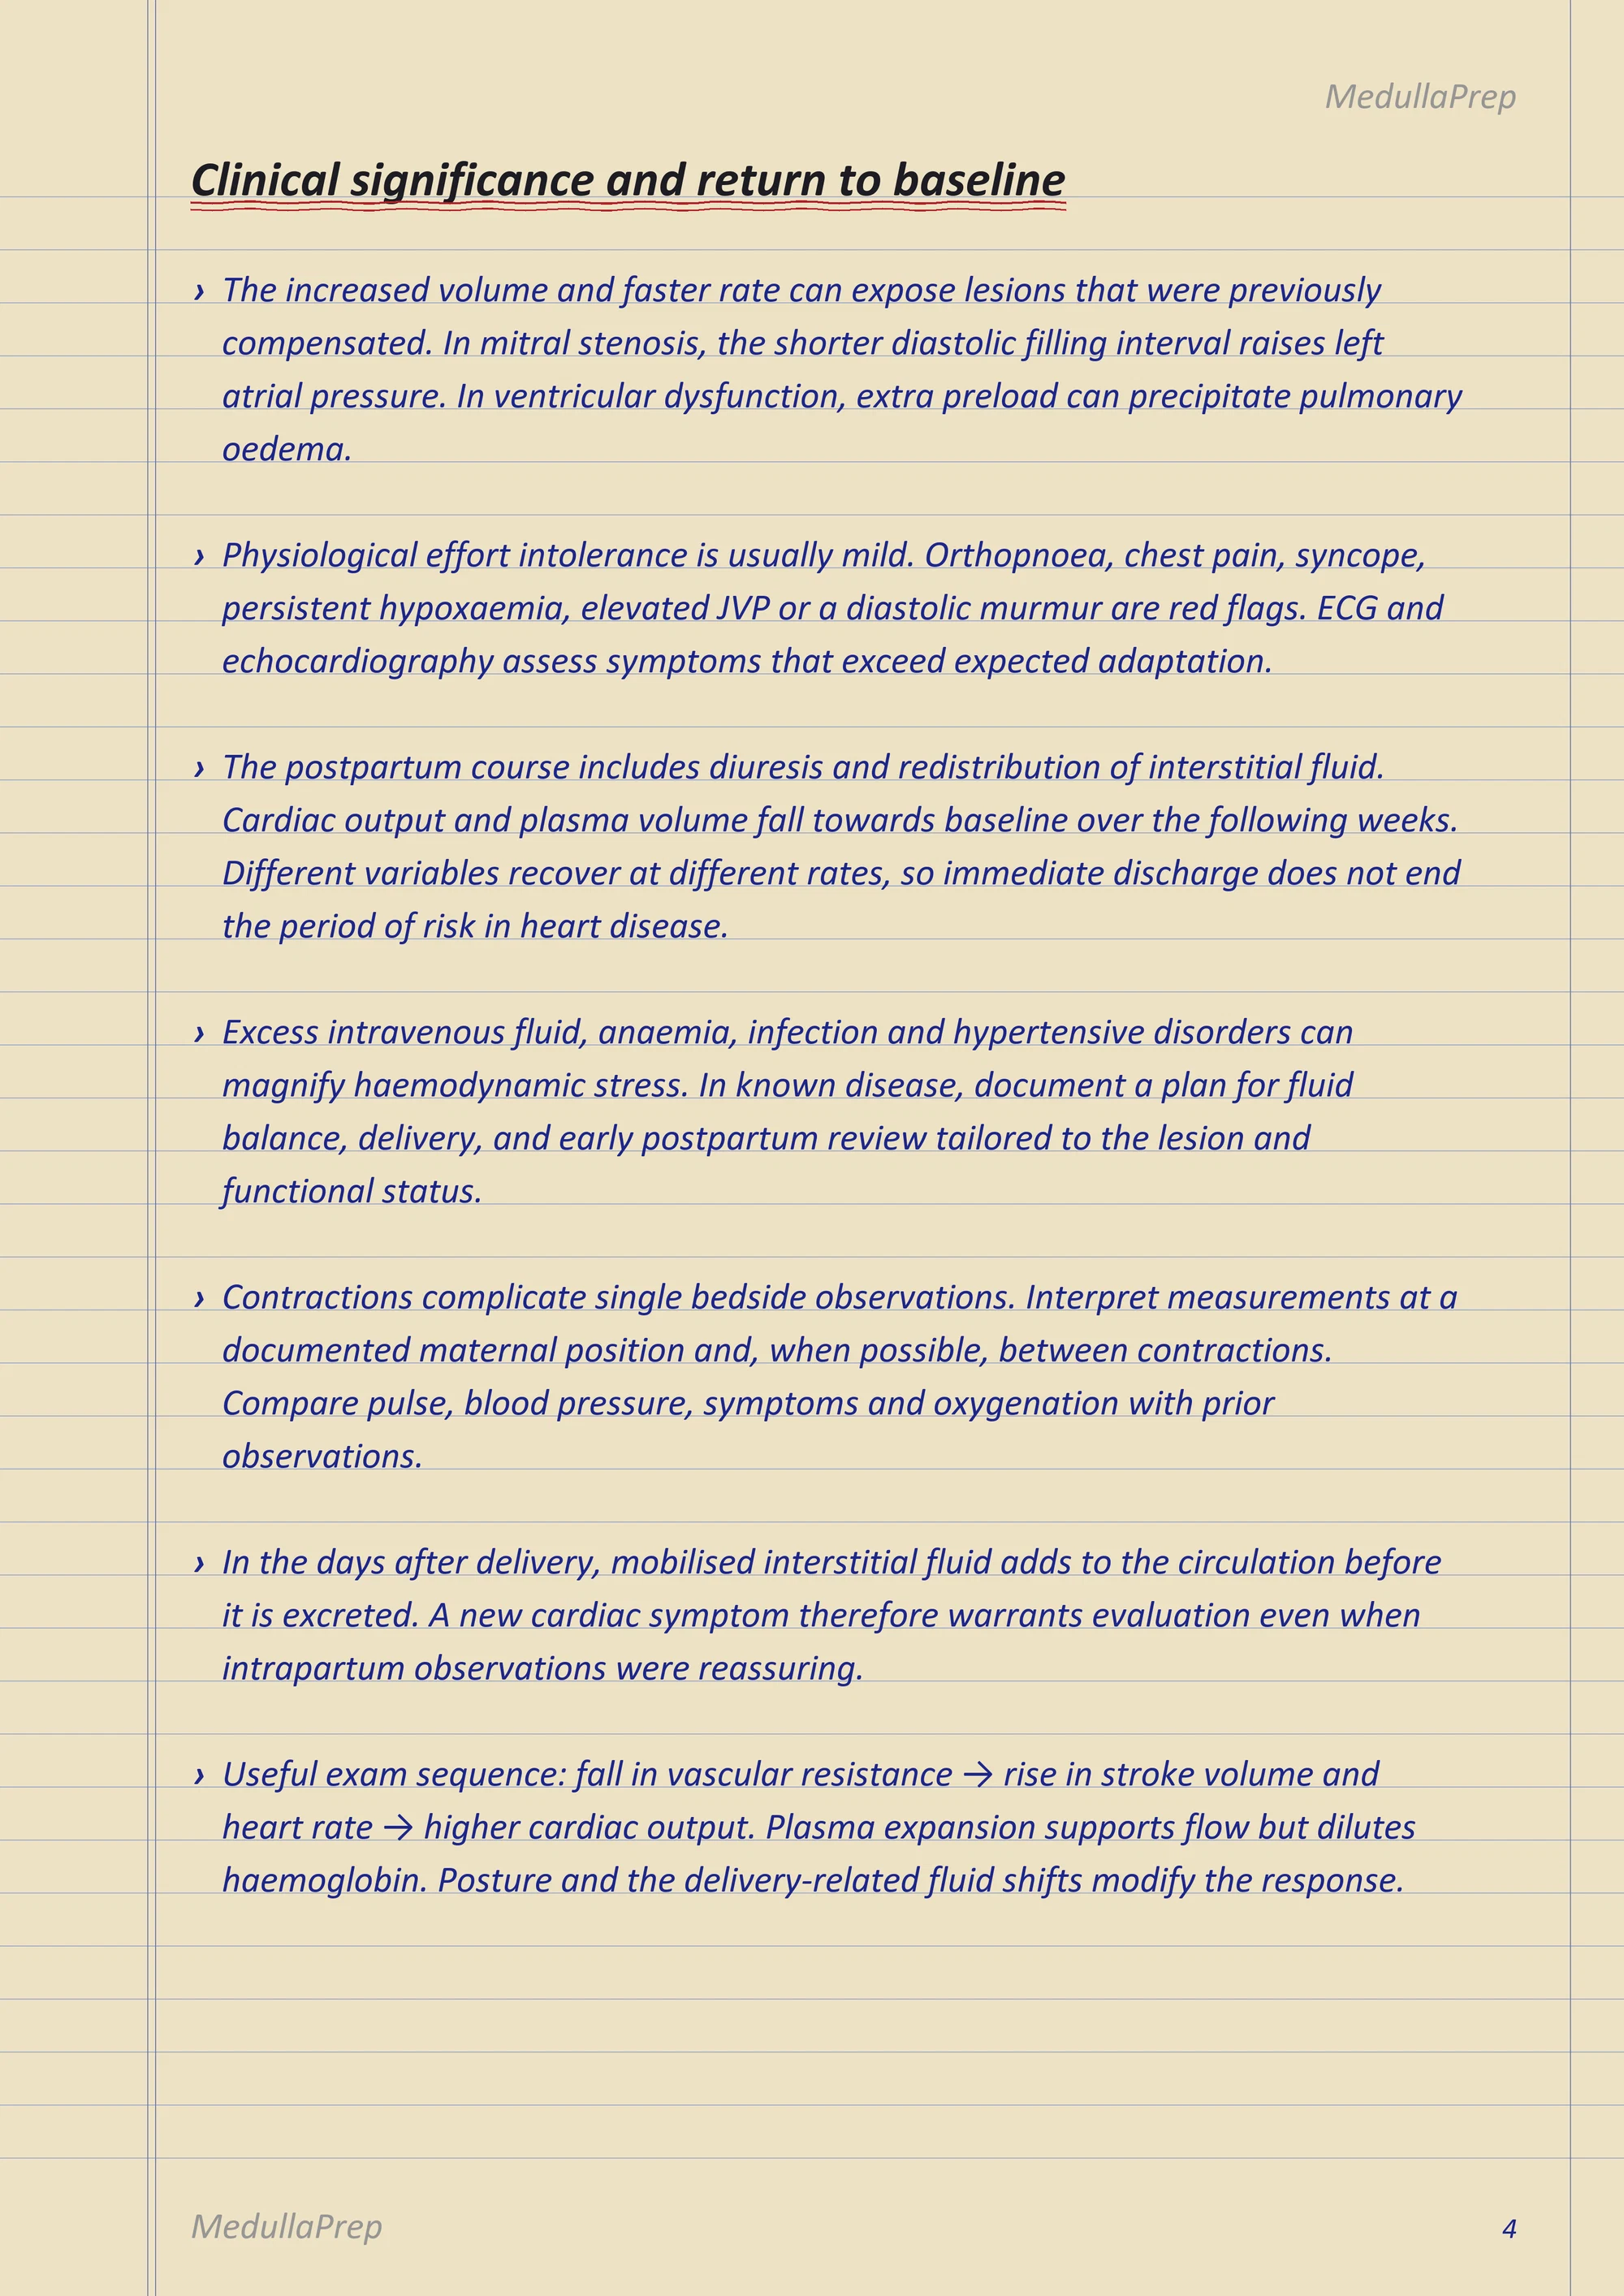 MedullaPrep
Clinical significance and return to baseline
› The increased volume and faster rate can expose lesions that were previously
compensated. In mitral stenosis, the shorter diastolic filling interval raises left
atrial pressure. In ventricular dysfunction, extra preload can precipitate pulmonary
oedema.
› Physiological effort intolerance is usually mild. Orthopnoea, chest pain, syncope,
persistent hypoxaemia, elevated JVP or a diastolic murmur are red flags. ECG and
echocardiography assess symptoms that exceed expected adaptation.
› The postpartum course includes diuresis and redistribution of interstitial fluid.
Cardiac output and plasma volume fall towards baseline over the following weeks.
Different variables recover at different rates, so immediate discharge does not end
the period of risk in heart disease.
› Excess intravenous fluid, anaemia, infection and hypertensive disorders can
magnify haemodynamic stress. In known disease, document a plan for fluid
balance, delivery, and early postpartum review tailored to the lesion and
functional status.
› Contractions complicate single bedside observations. Interpret measurements at a
documented maternal position and, when possible, between contractions.
Compare pulse, blood pressure, symptoms and oxygenation with prior
observations.
› In the days after delivery, mobilised interstitial fluid adds to the circulation before
it is excreted. A new cardiac symptom therefore warrants evaluation even when
intrapartum observations were reassuring.
› Useful exam sequence: fall in vascular resistance → rise in stroke volume and
heart rate → higher cardiac output. Plasma expansion supports flow but dilutes
haemoglobin. Posture and the delivery-related fluid shifts modify the response.
MedullaPrep
4